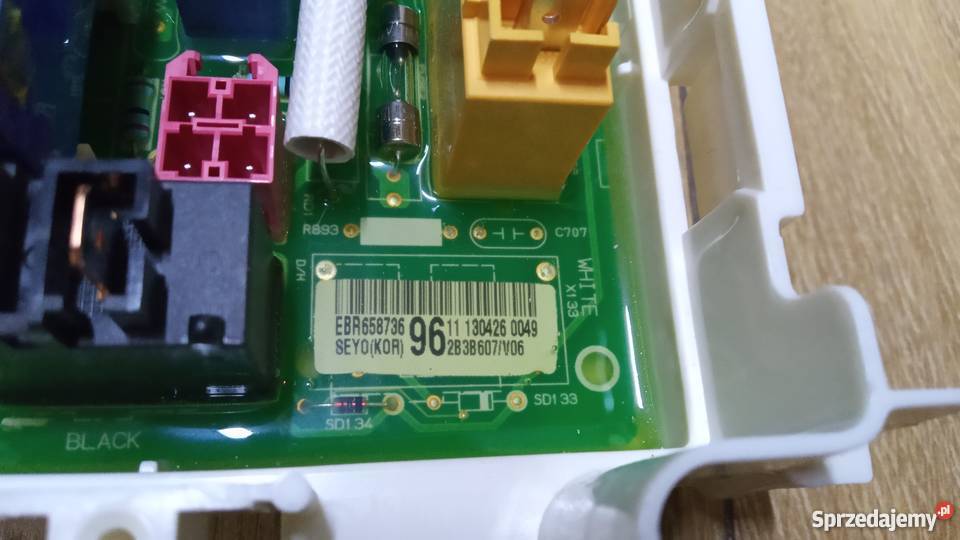 R893
C707
D/H
WHITE
X133
EBR658736 96 11 130426 0049
SEYO(KOR) 2B3B607/V06
SD134
SD133
BLACK
Sprzedajemy.pl